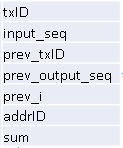 txID
input_seq
prev_txID
prev_output_seq
prev_i
addrID
sum